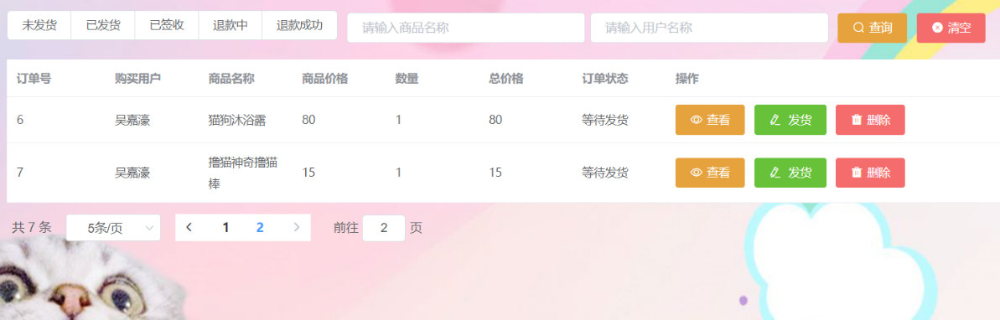 未发货 已发货 已签收 退款中 退款成功 请输入商品名称 请输入用户名称 查询 清空
订单号 购买用户 商品名称 商品价格 数量 总价格 订单状态 操作
6 吴嘉濠 猫狗沐浴露 80 1 80 等待发货 查看 发货 删除
7 吴嘉濠 撸猫神奇撸猫 15 1 15 等待发货 查看 发货 删除
棒
共 7 条 5条/页 1 2 前往 2 页